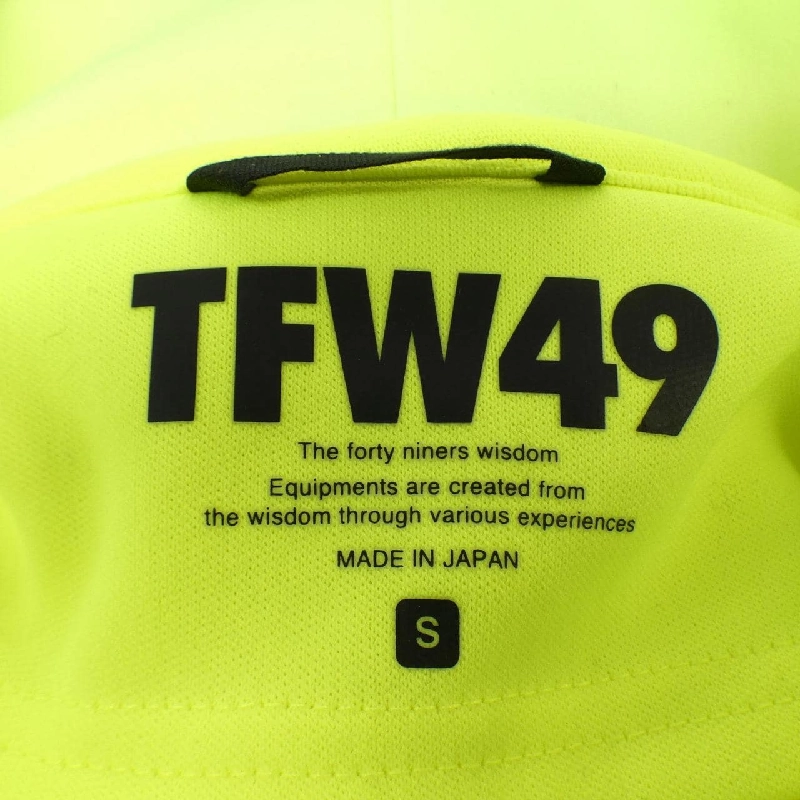 TFW49
The forty niners wisdom
Equipments are created from
the wisdom through various experiences
MADE IN JAPAN
S